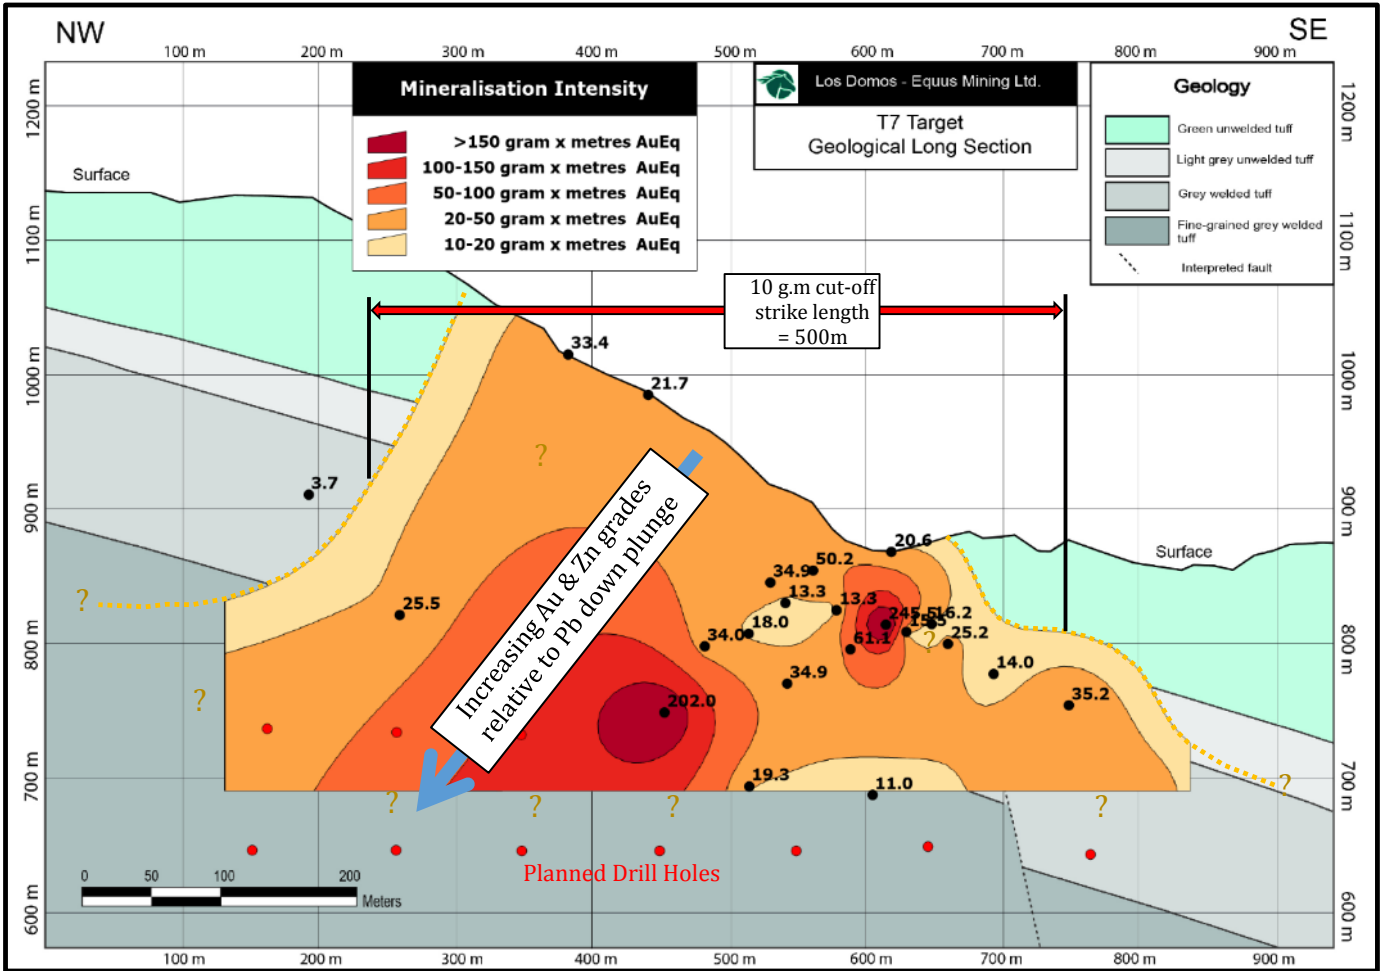 NW
SE
100 m
200 m
300 m
400 m
500 m
600 m
700 m
800 m
900 m
1200 m
1100 m
1000 m
900 m
800 m
700 m
600 m
1200 m
1100 m
1000 m
900 m
800 m
700 m
600 m
Mineralisation Intensity
>150 gram x metres AuEq
100-150 gram x metres AuEq
50-100 gram x metres AuEq
20-50 gram x metres AuEq
10-20 gram x metres AuEq
Los Domos - Equus Mining Ltd.
T7 Target
Geological Long Section
Geology
Green unwelded tuff
Light grey unwelded tuff
Grey welded tuff
Fine-grained grey welded
tuff
Interpreted fault
Surface
10 g.m cut-off
strike length
= 500m
33.4
21.7
?
3.7
Increasing Au & Zn grades
relative to Pb down plunge
20.6
Surface
50.2
34.9
13.3
13.3
18.0
245.5
16.2
34.0
61.1
25.2
?
?
25.5
34.9
14.0
35.2
?
202.0
19.3
11.0
?
?
?
?
?
Planned Drill Holes
0
50
100
200
Meters
100 m
200 m
300 m
400 m
500 m
600 m
700 m
800 m
900 m